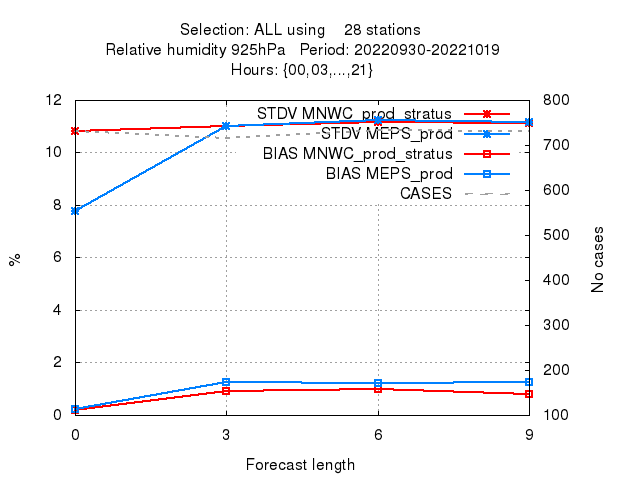 Selection: ALL using    28 stations
Relative humidity 925hPa   Period: 20220930-20221019
Hours: {00,03,...,21}
12
10
8
6
4
2
0
%
800
700
600
500
400
300
200
100
No cases
STDV MNWC_prod_stratus
STDV MEPS_prod
BIAS MNWC_prod_stratus
BIAS MEPS_prod
CASES
0
3
6
9
Forecast length